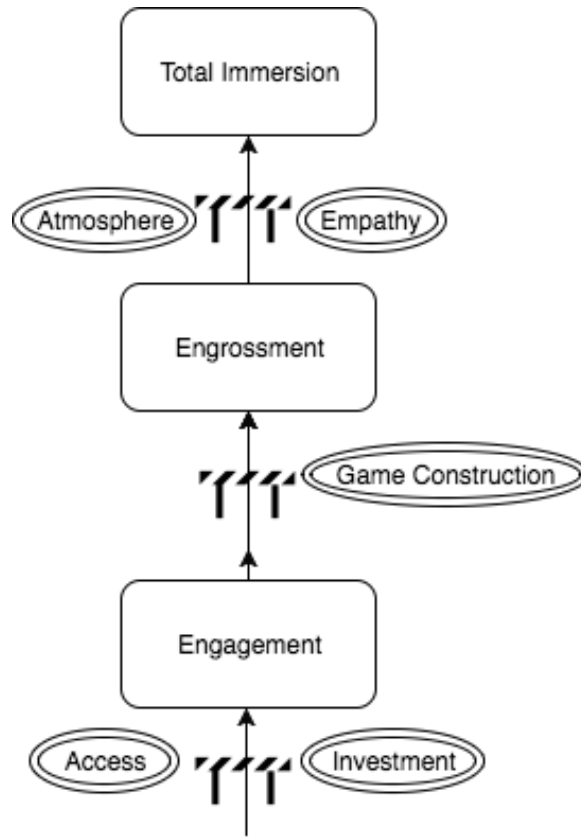 Total Immersion
Atmosphere
Empathy
Engrossment
Game Construction
Engagement
Access
Investment